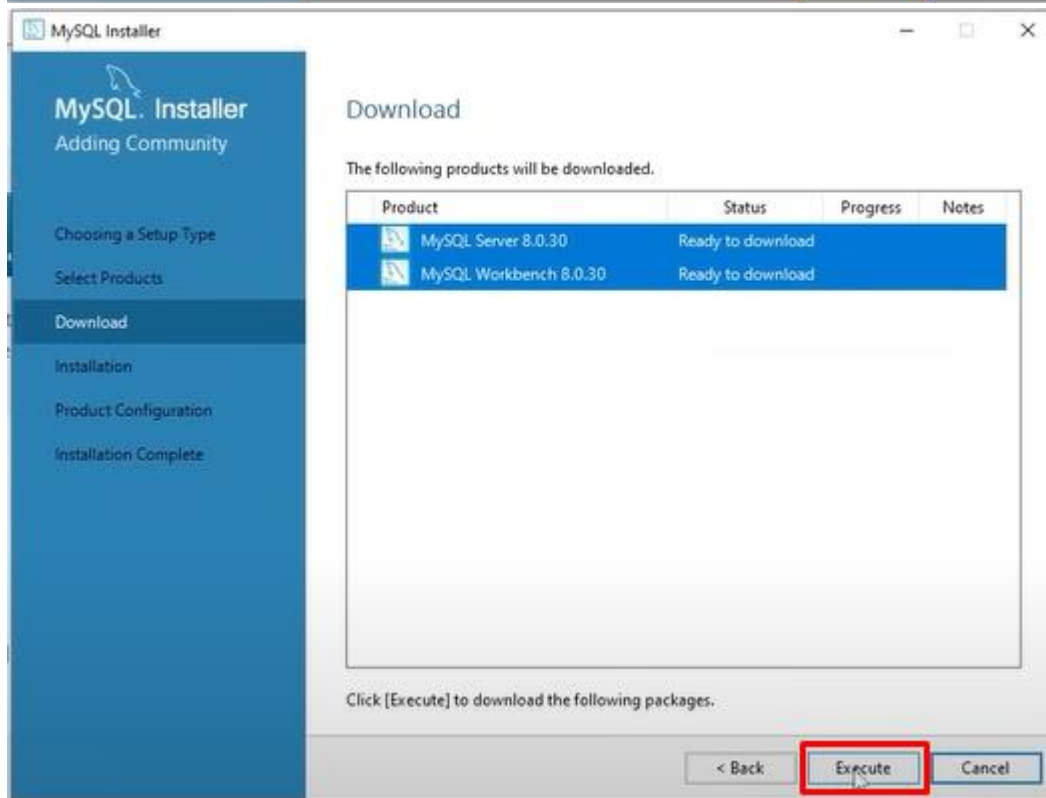 MySQL Installer
MySQL. Installer
Adding Community
Choosing a Setup Type
Select Products
Download
Installation
Product Configuration
Installation Complete
Download
The following products will be downloaded.
Product Status Progress Notes
MySQL Server 8.0.30 Ready to download
MySQL Workbench 8.0.30 Ready to download
Click [Execute] to download the following packages.
< Back Execute Cancel